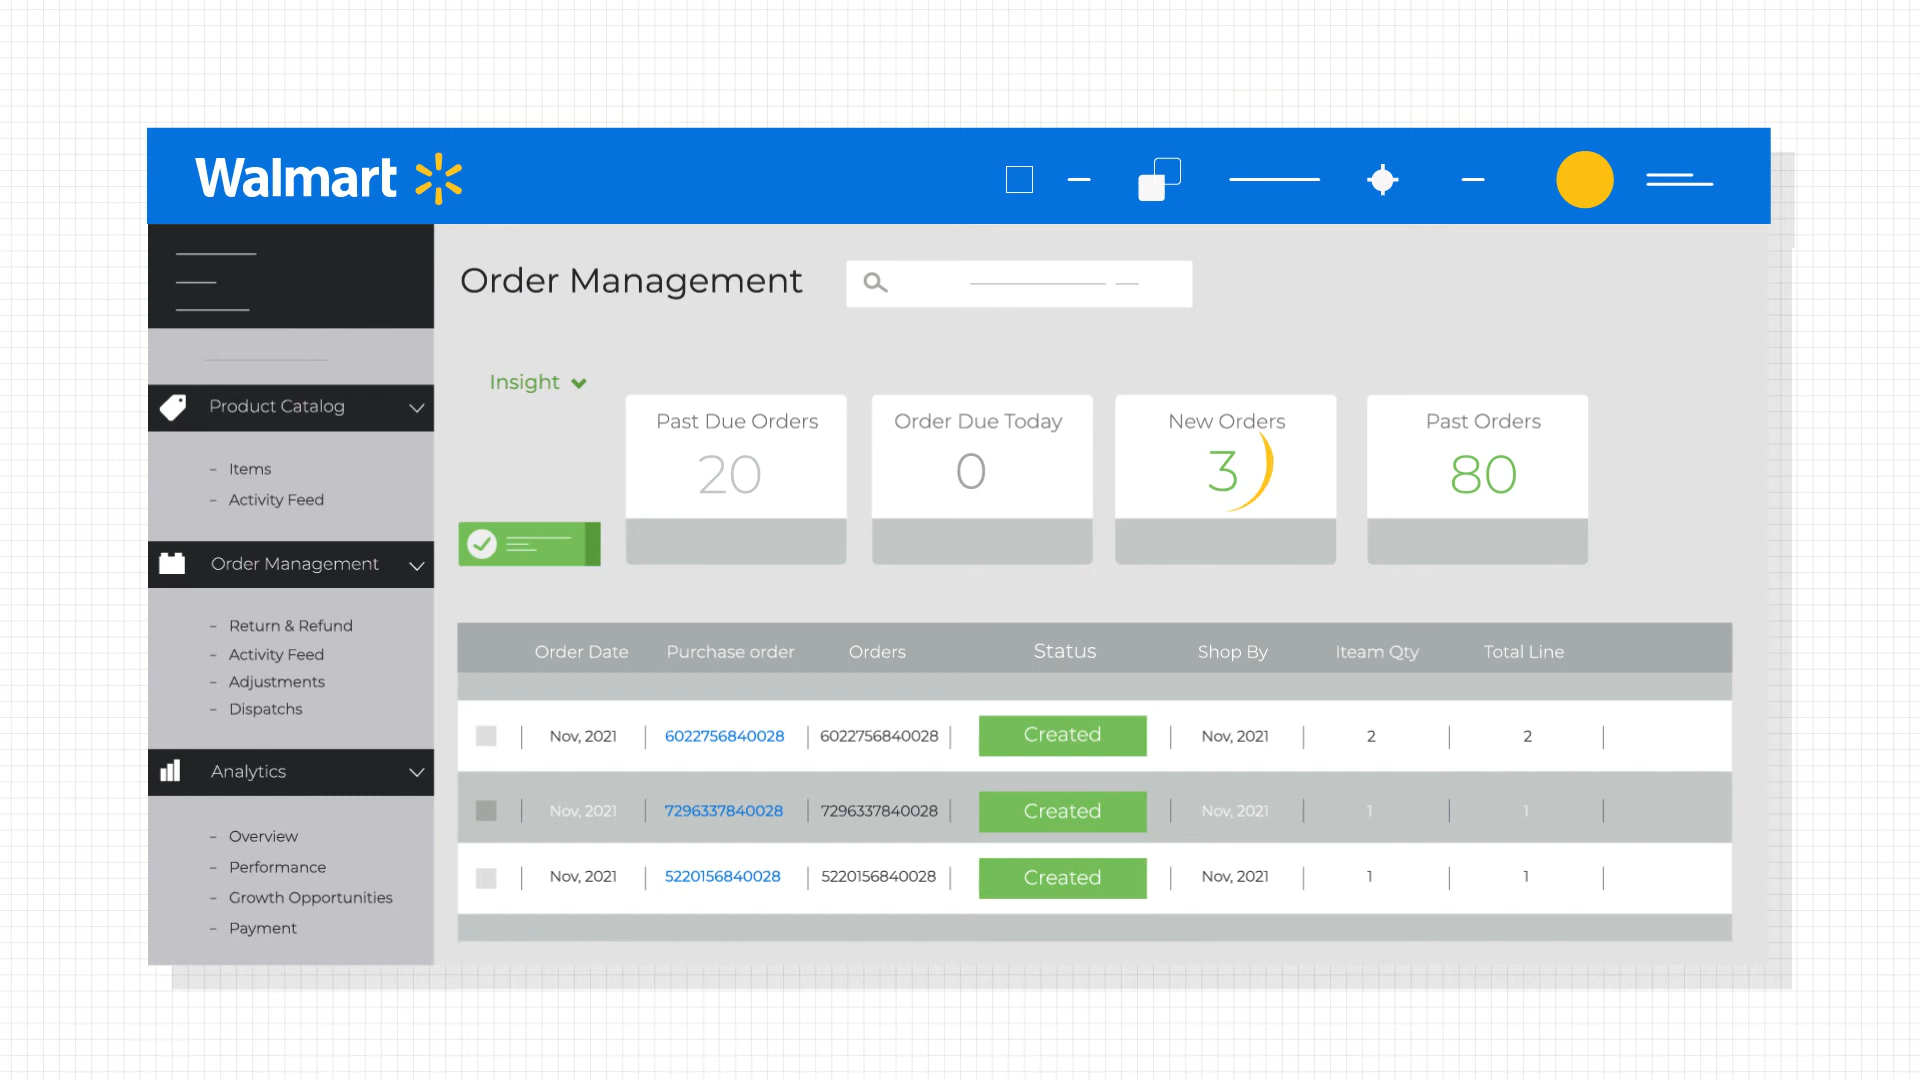 Walmart
Order Management
Insight
Past Due Orders
20
Order Due Today
0
New Orders
3
Past Orders
80
Product Catalog
- Items
- Activity Feed
Order Management
- Return & Refund
- Activity Feed
- Adjustments
- Dispatchs
Analytics
- Overview
- Performance
- Growth Opportunities
- Payment
Order Date Purchase order Orders Status Shop By Iteam Qty Total Line
Nov, 2021 6022756840028 6022756840028 Created Nov, 2021 2 2
Nov, 2021 7296337840028 7296337840028 Created Nov, 2021 1 1
Nov, 2021 5220156840028 5220156840028 Created Nov, 2021 1 1